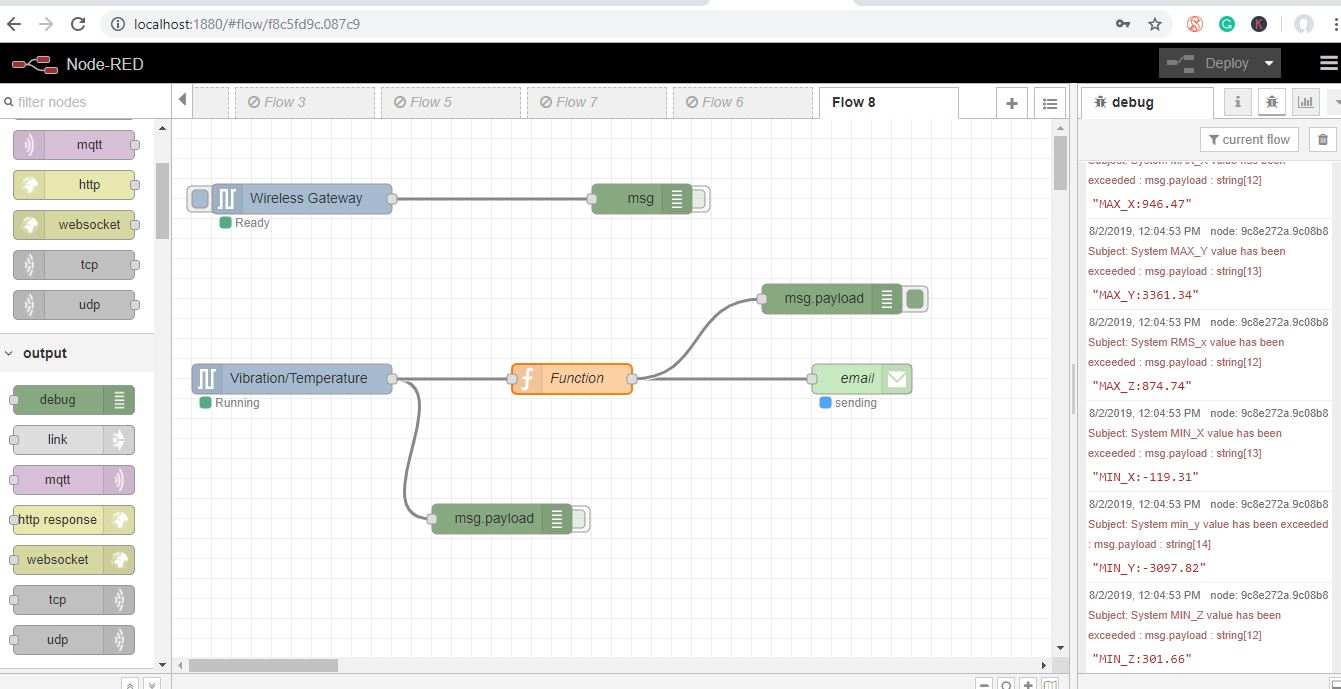 localhost:1880/#flow/f8c5fd9c.087c9
K
Node-RED
Deploy
filter nodes
Flow 3
Flow 5
Flow 7
Flow 6
Flow 8
debug
i
current flow
mqtt
http
websocket
tcp
udp
output
debug
link
mqtt
http response
websocket
tcp
udp
Wireless Gateway
Ready
msg
msg.payload
Vibration/Temperature
Running
f
Function
email
sending
msg.payload
Subject: System MAX_X value has been
exceeded : msg.payload : string[12]
"MAX_X:946.47"
8/2/2019, 12:04:53 PM node: 9c8e272a.9c08b8
Subject: System MAX_Y value has been
exceeded : msg.payload : string[13]
"MAX_Y:3361.34"
8/2/2019, 12:04:53 PM node: 9c8e272a.9c08b8
Subject: System RMS_x value has been
exceeded : msg.payload : string[12]
"MAX_Z:874.74"
8/2/2019, 12:04:53 PM node: 9c8e272a.9c08b8
Subject: System MIN_X value has been
exceeded : msg.payload : string[13]
"MIN_X:-119.31"
8/2/2019, 12:04:53 PM node: 9c8e272a.9c08b8
Subject: System min_y value has been exceeded
: msg.payload : string[14]
"MIN_Y:-3097.82"
8/2/2019, 12:04:53 PM node: 9c8e272a.9c08b8
Subject: System MIN_Z value has been
exceeded : msg.payload : string[12]
"MIN_Z:301.66"